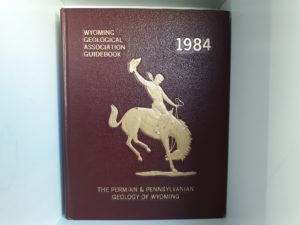 WYOMING
GEOLOGICAL
ASSOCIATION
GUIDEBOOK
1984
THE PERMIAN & PENNSYLVANIAN
GEOLOGY OF WYOMING